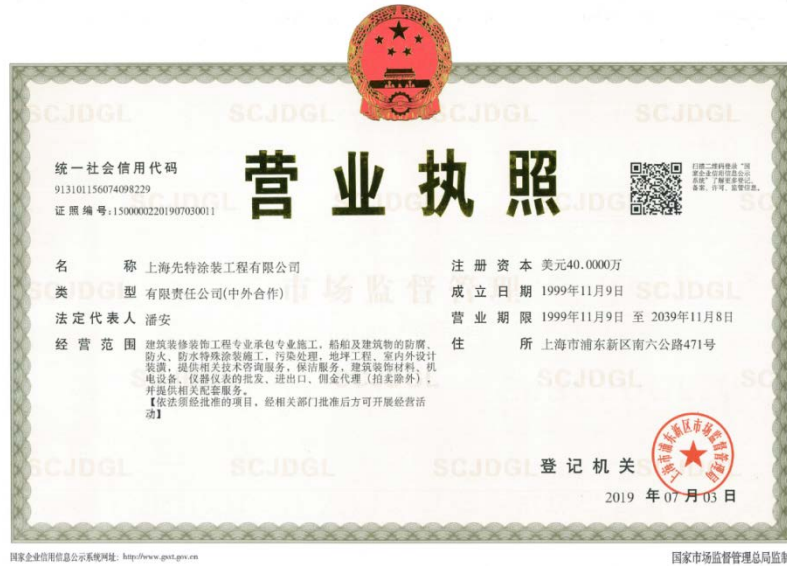 统一社会信用代码
913101156074098229
证照编号:15000002201907030011
营业执照
扫描二维码登录“国
家企业信用信息公示
系统”了解更多登记、
备案、许可、监管信息。
名 称 上海先特涂装工程有限公司
类 型 有限责任公司(中外合作)
法定代表人 潘安
经营范围 建筑装修装饰工程专业承包专业施工，船舶及建筑物的防腐、
防火、防水特殊涂装施工，污染处理，地坪工程、室内外设计
装潢，提供相关技术咨询服务，保洁服务，建筑装饰材料、机
电设备、仪器仪表的批发、进出口、佣金代理（拍卖除外），
并提供相关配套服务。
【依法须经批准的项目，经相关部门批准后方可开展经营活
动】
注册资本 美元40.0000万
成立日期 1999年11月9日
营业期限 1999年11月9日 至 2039年11月8日
住 所 上海市浦东新区南六公路471号
登记机关
上海市浦东新区市场监督管理局
2019 年 07 月 03 日
国家企业信用信息公示系统网址: http://www.gsxt.gov.cn
国家市场监督管理总局监制
SCJDGL
市场监督管理